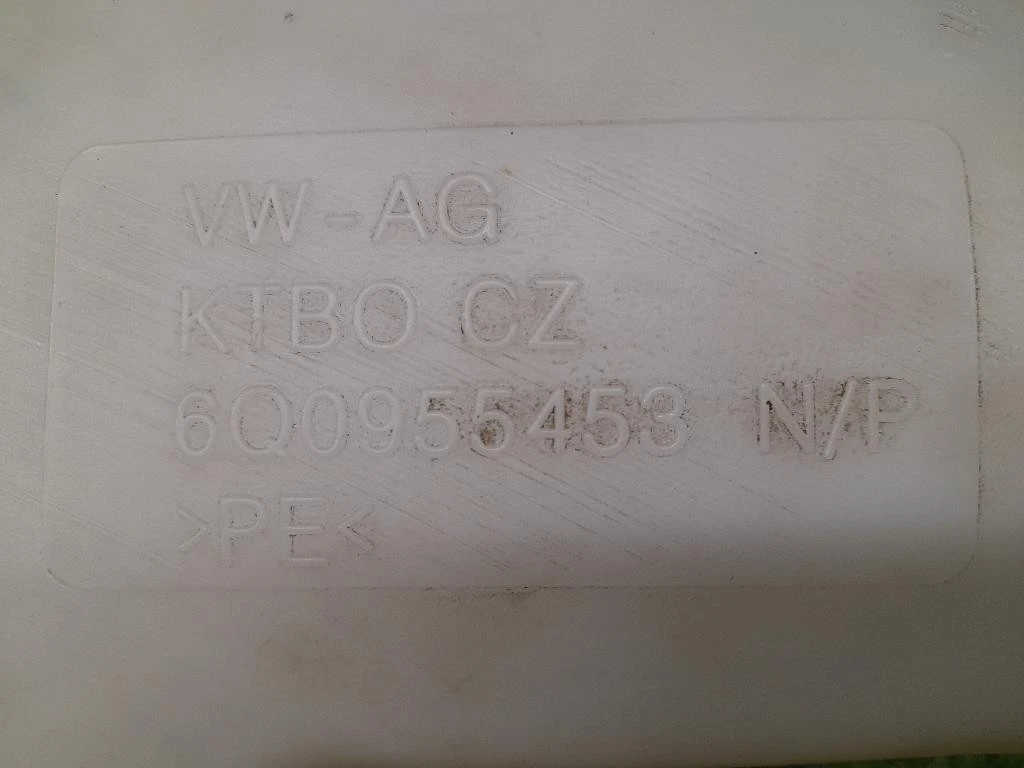 VW-AG
KTBO CZ
6Q0955453 N/P
>PE<